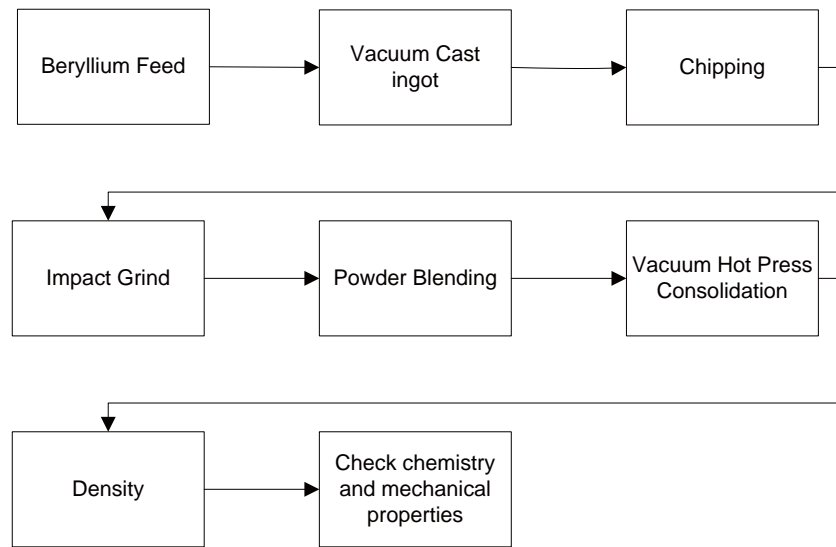 Beryllium Feed
Vacuum Cast
ingot
Chipping
Impact Grind
Powder Blending
Vacuum Hot Press
Consolidation
Density
Check chemistry
and mechanical
properties